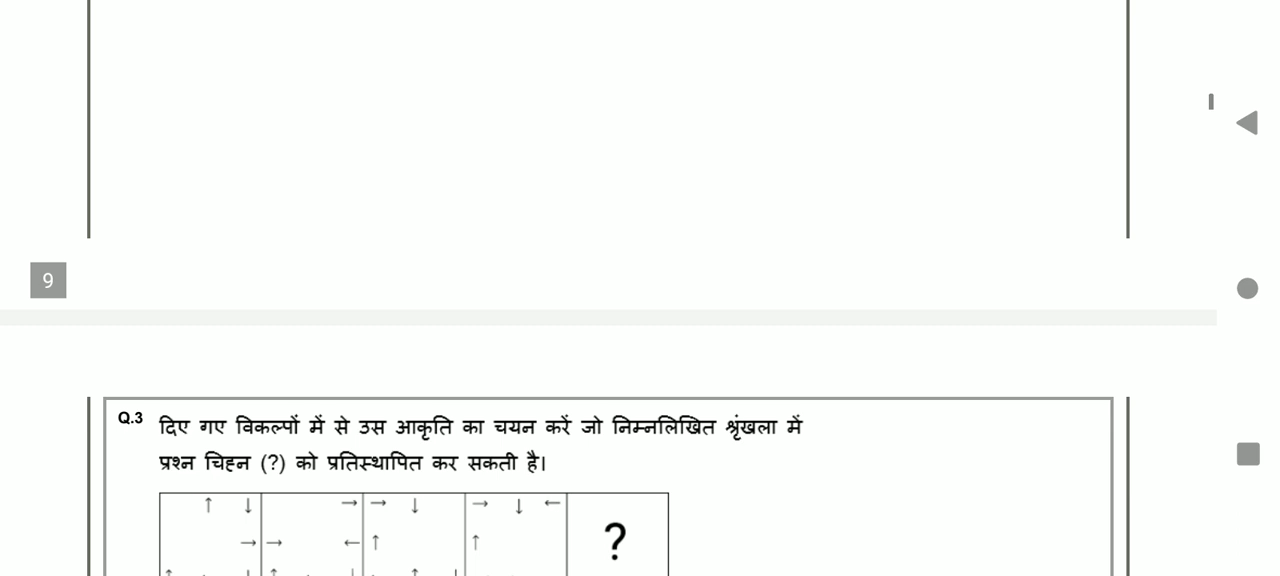 9
Q.3 दिए गए विकल्पों में से उस आकृति का चयन करें जो निम्नलिखित श्रृंखला में
प्रश्न चिह्न (?) को प्रतिस्थापित कर सकती है।
↑ ↓ → → ↓ → ↓ ←
→ → ← ↑ ↑ ?